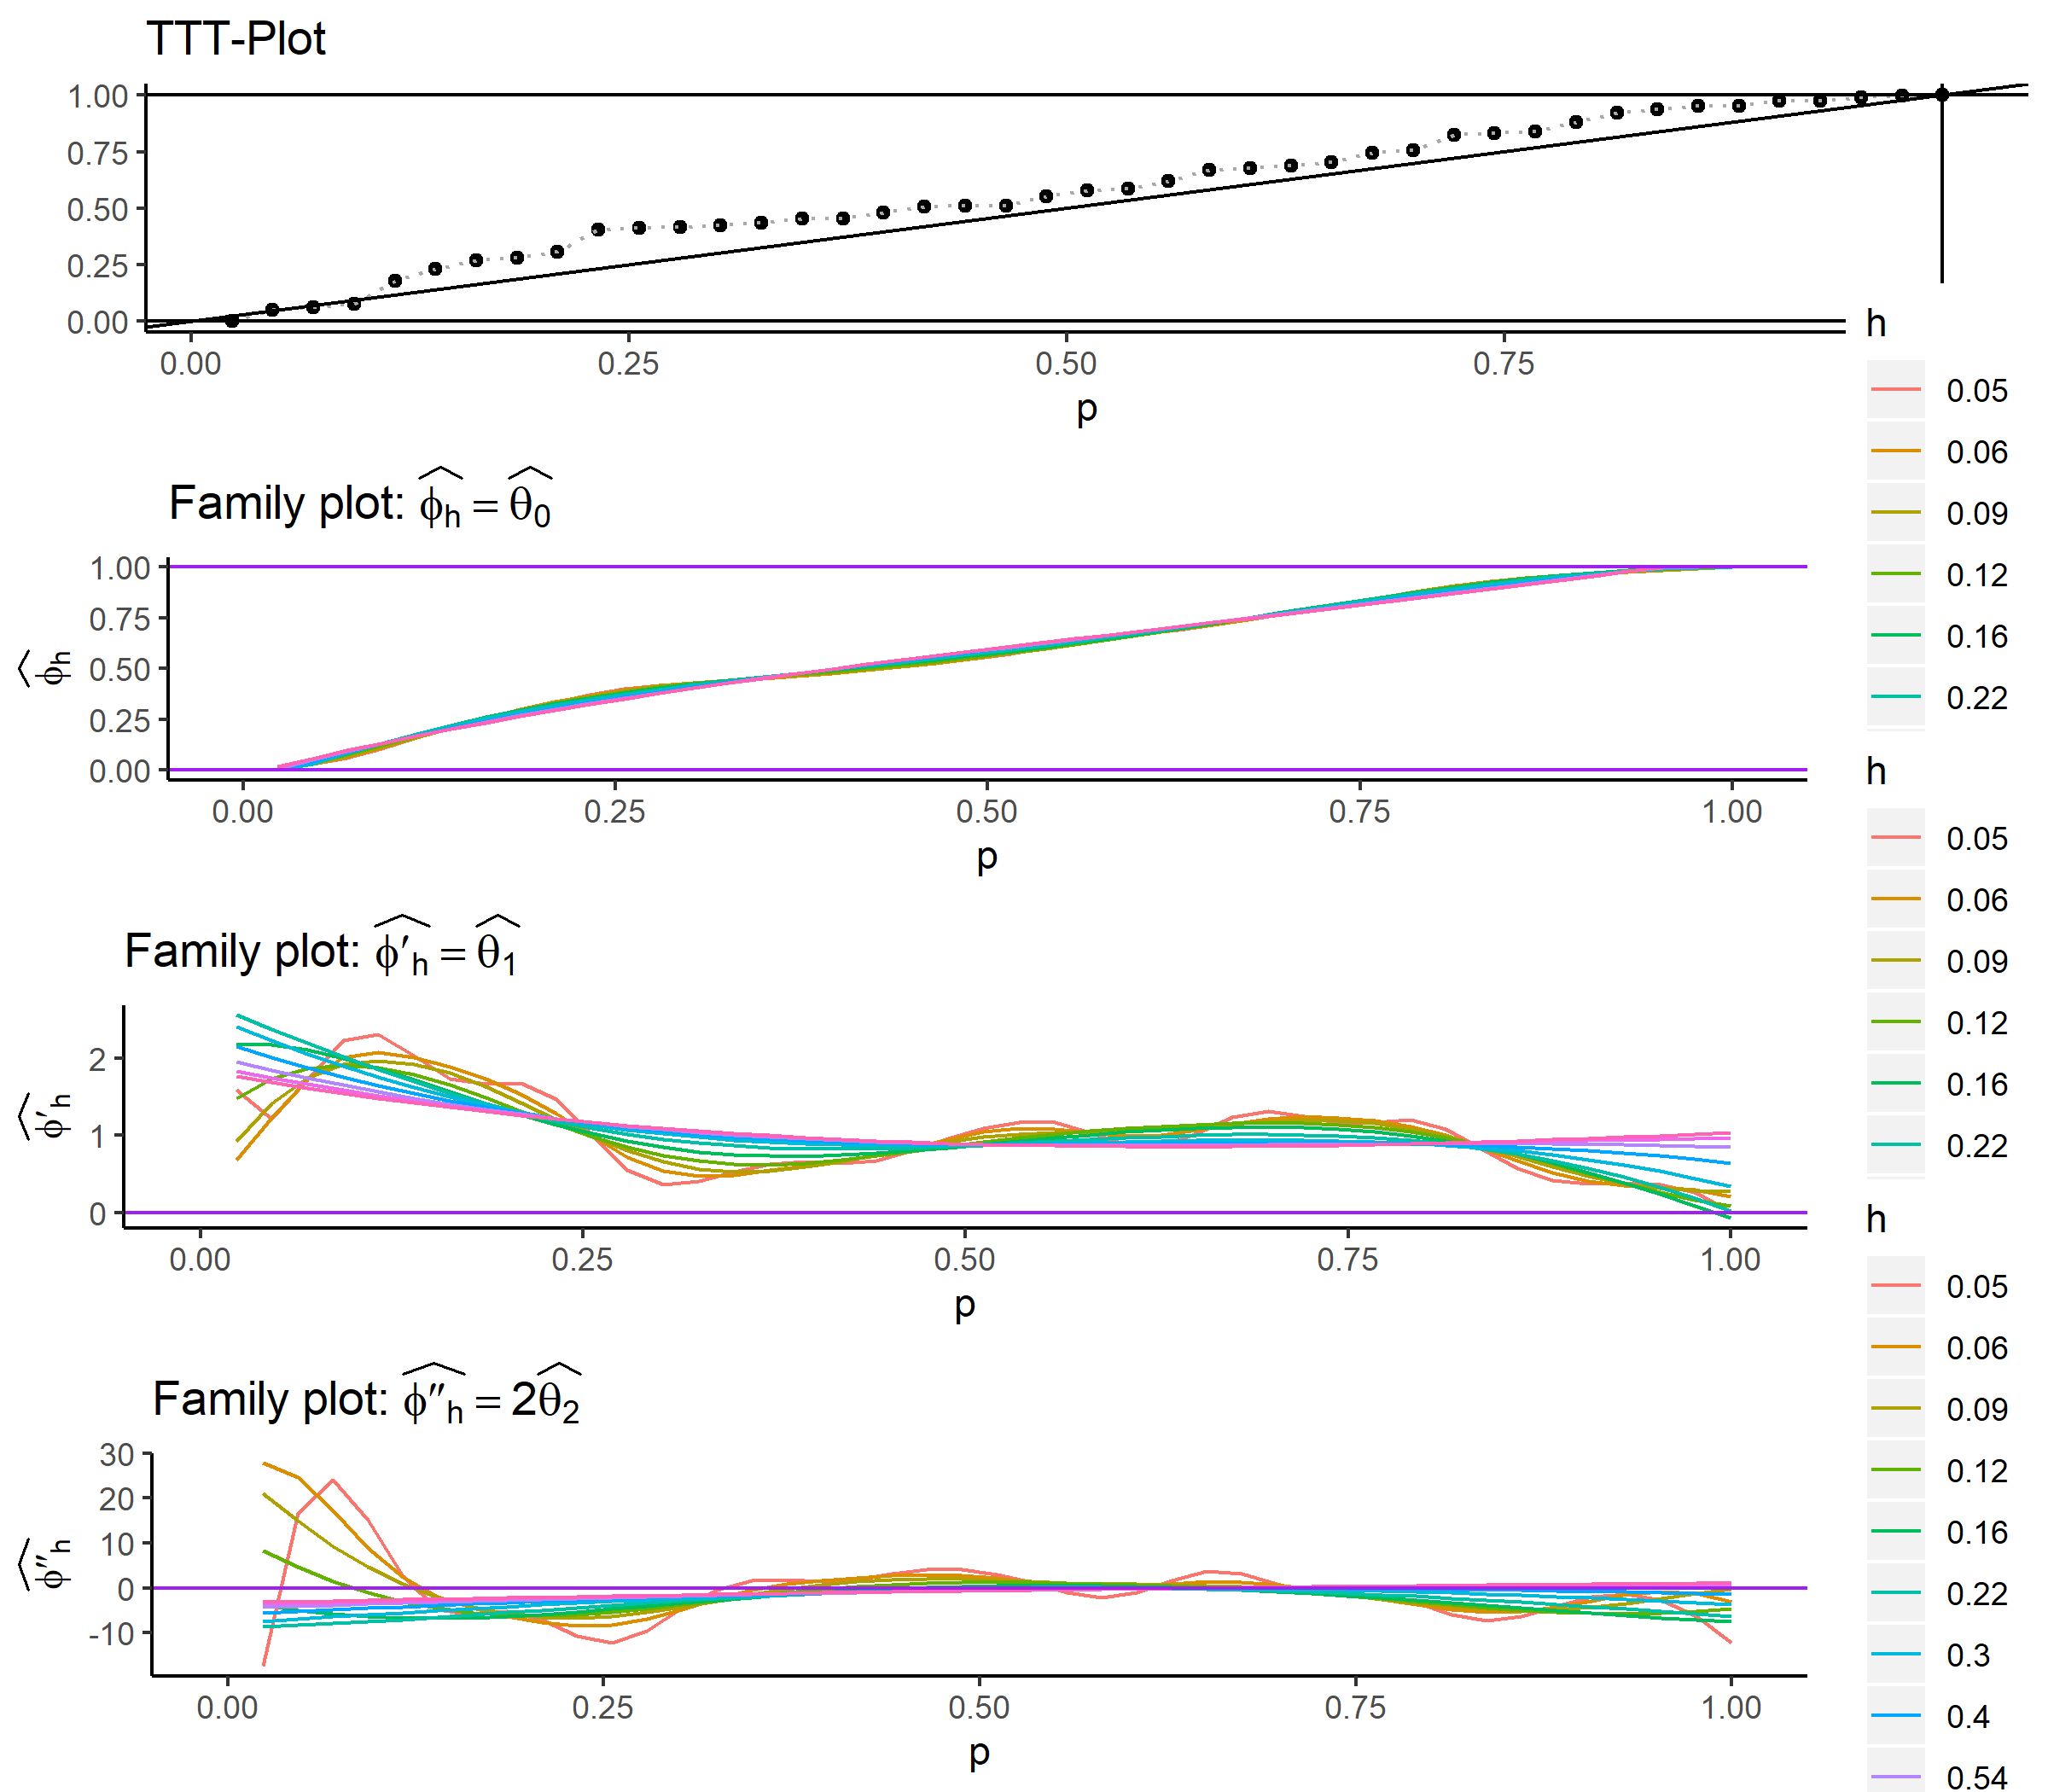 TTT-Plot
1.00
0.75
0.50
0.25
0.00
0.00 0.25 0.50 0.75
p
h
0.05
0.06
0.09
0.12
0.16
0.22
Family plot: ϕ̂h = θ̂0
ϕ̂h
1.00
0.75
0.50
0.25
0.00
0.00 0.25 0.50 0.75 1.00
p
h
0.05
0.06
0.09
0.12
0.16
0.22
Family plot: ϕ̂′h = θ̂1
ϕ̂′h
2
1
0
0.00 0.25 0.50 0.75 1.00
p
h
0.05
0.06
0.09
0.12
0.16
0.22
0.3
0.4
0.54
Family plot: ϕ̂″h = 2θ̂2
ϕ̂″h
30
20
10
0
-10
0.00 0.25 0.50 0.75 1.00
p